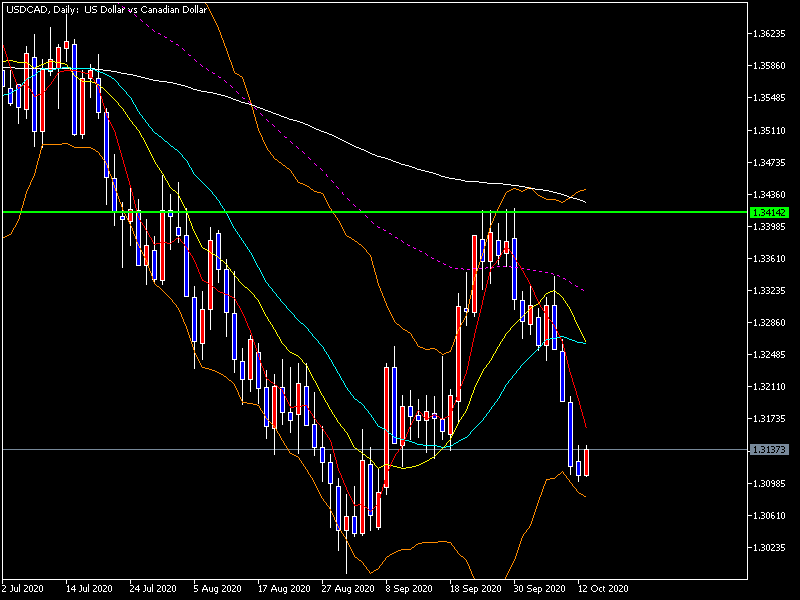 USDCAD, Daily: US Dollar vs Canadian Dollar
1.36235
1.35860
1.35485
1.35110
1.34735
1.34360
1.34142
1.33985
1.33610
1.33235
1.32860
1.32485
1.32110
1.31735
1.31373
1.30985
1.30610
1.30235
2 Jul 2020
14 Jul 2020
24 Jul 2020
5 Aug 2020
17 Aug 2020
27 Aug 2020
8 Sep 2020
18 Sep 2020
30 Sep 2020
12 Oct 2020